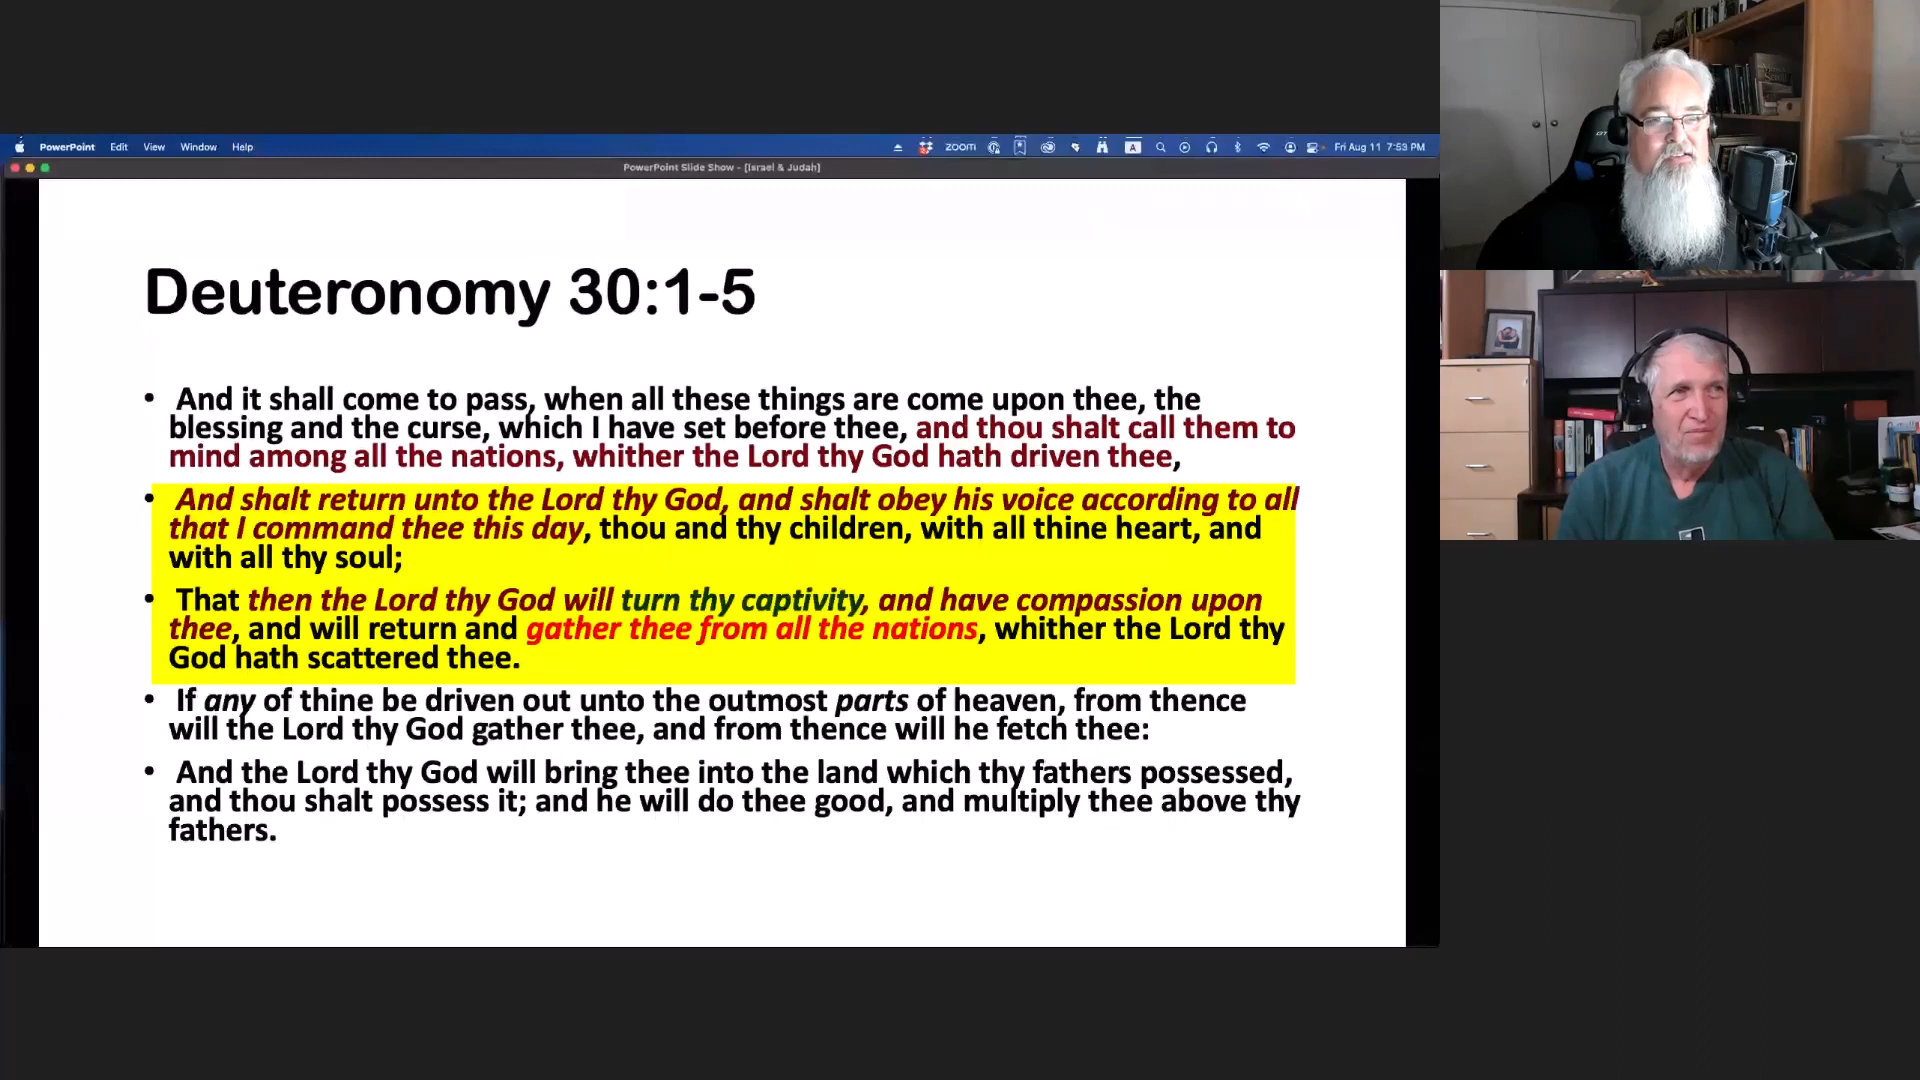 PowerPoint Edit View Window Help
zoom A Fri Aug 11 7:53 PM
PowerPoint Slide Show - [Israel & Judah]
Deuteronomy 30:1-5
• And it shall come to pass, when all these things are come upon thee, the
blessing and the curse, which I have set before thee, and thou shalt call them to
mind among all the nations, whither the Lord thy God hath driven thee,
• And shalt return unto the Lord thy God, and shalt obey his voice according to all
that I command thee this day, thou and thy children, with all thine heart, and
with all thy soul;
• That then the Lord thy God will turn thy captivity, and have compassion upon
thee, and will return and gather thee from all the nations, whither the Lord thy
God hath scattered thee.
• If any of thine be driven out unto the outmost parts of heaven, from thence
will the Lord thy God gather thee, and from thence will he fetch thee:
• And the Lord thy God will bring thee into the land which thy fathers possessed,
and thou shalt possess it; and he will do thee good, and multiply thee above thy
fathers.